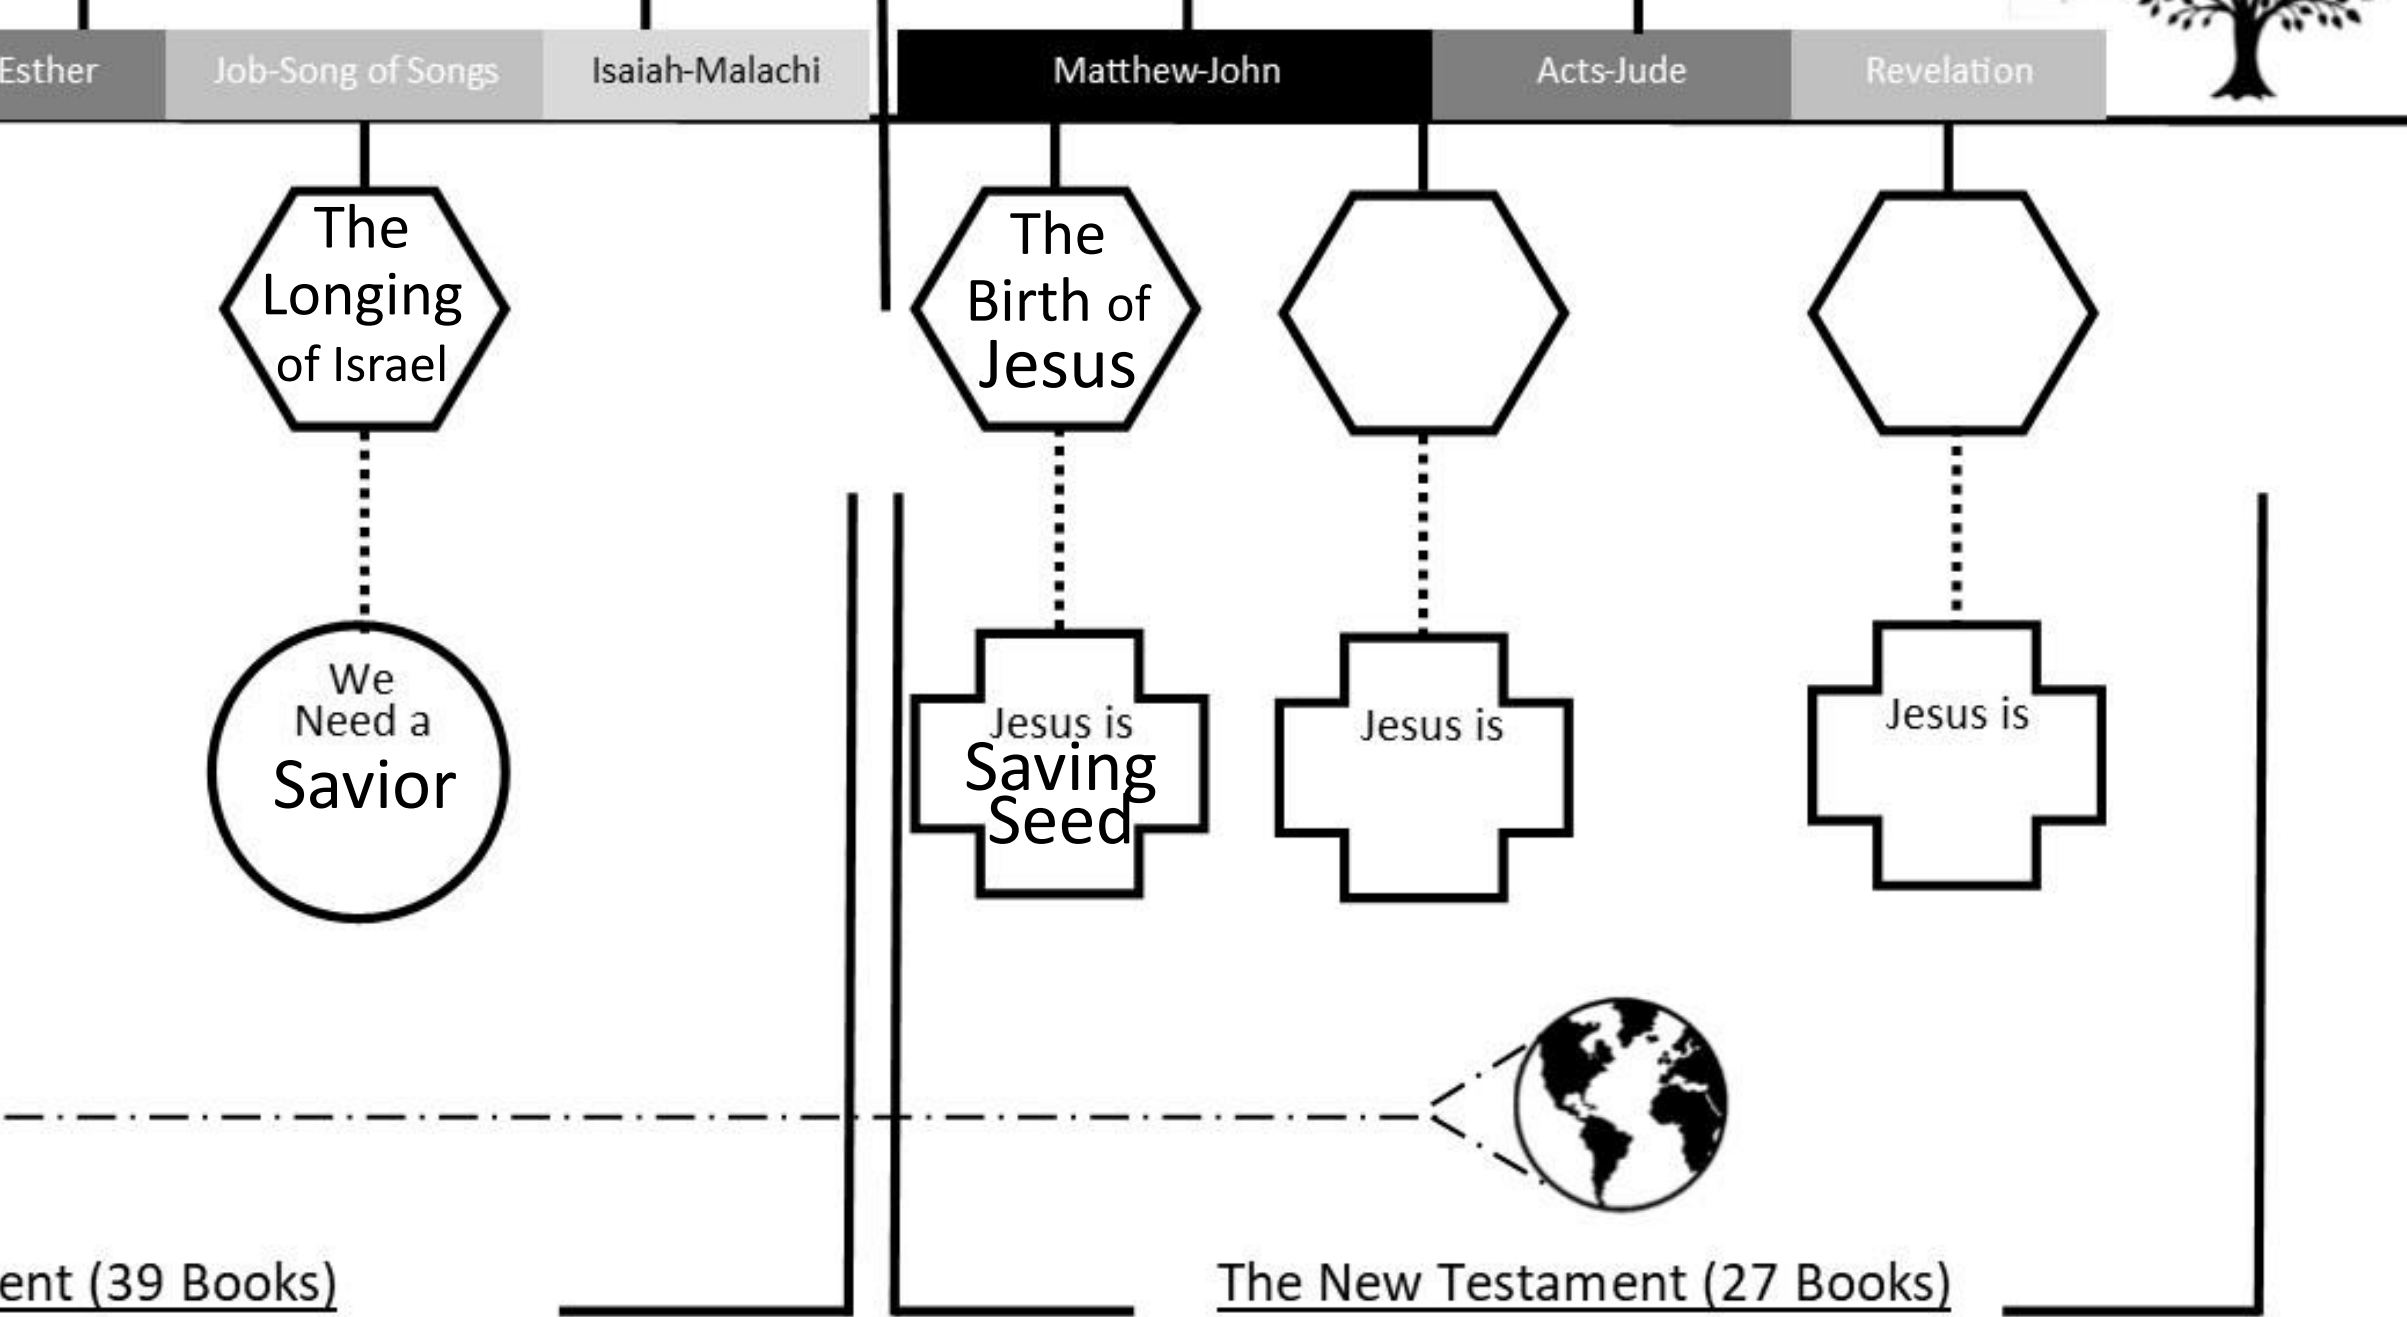 Esther
Job-Song of Songs
Isaiah-Malachi
Matthew-John
Acts-Jude
Revelation
The
Longing
of Israel
The
Birth of
Jesus
We
Need a
Savior
Jesus is
Saving
Seed
Jesus is
Jesus is
ent (39 Books)
The New Testament (27 Books)